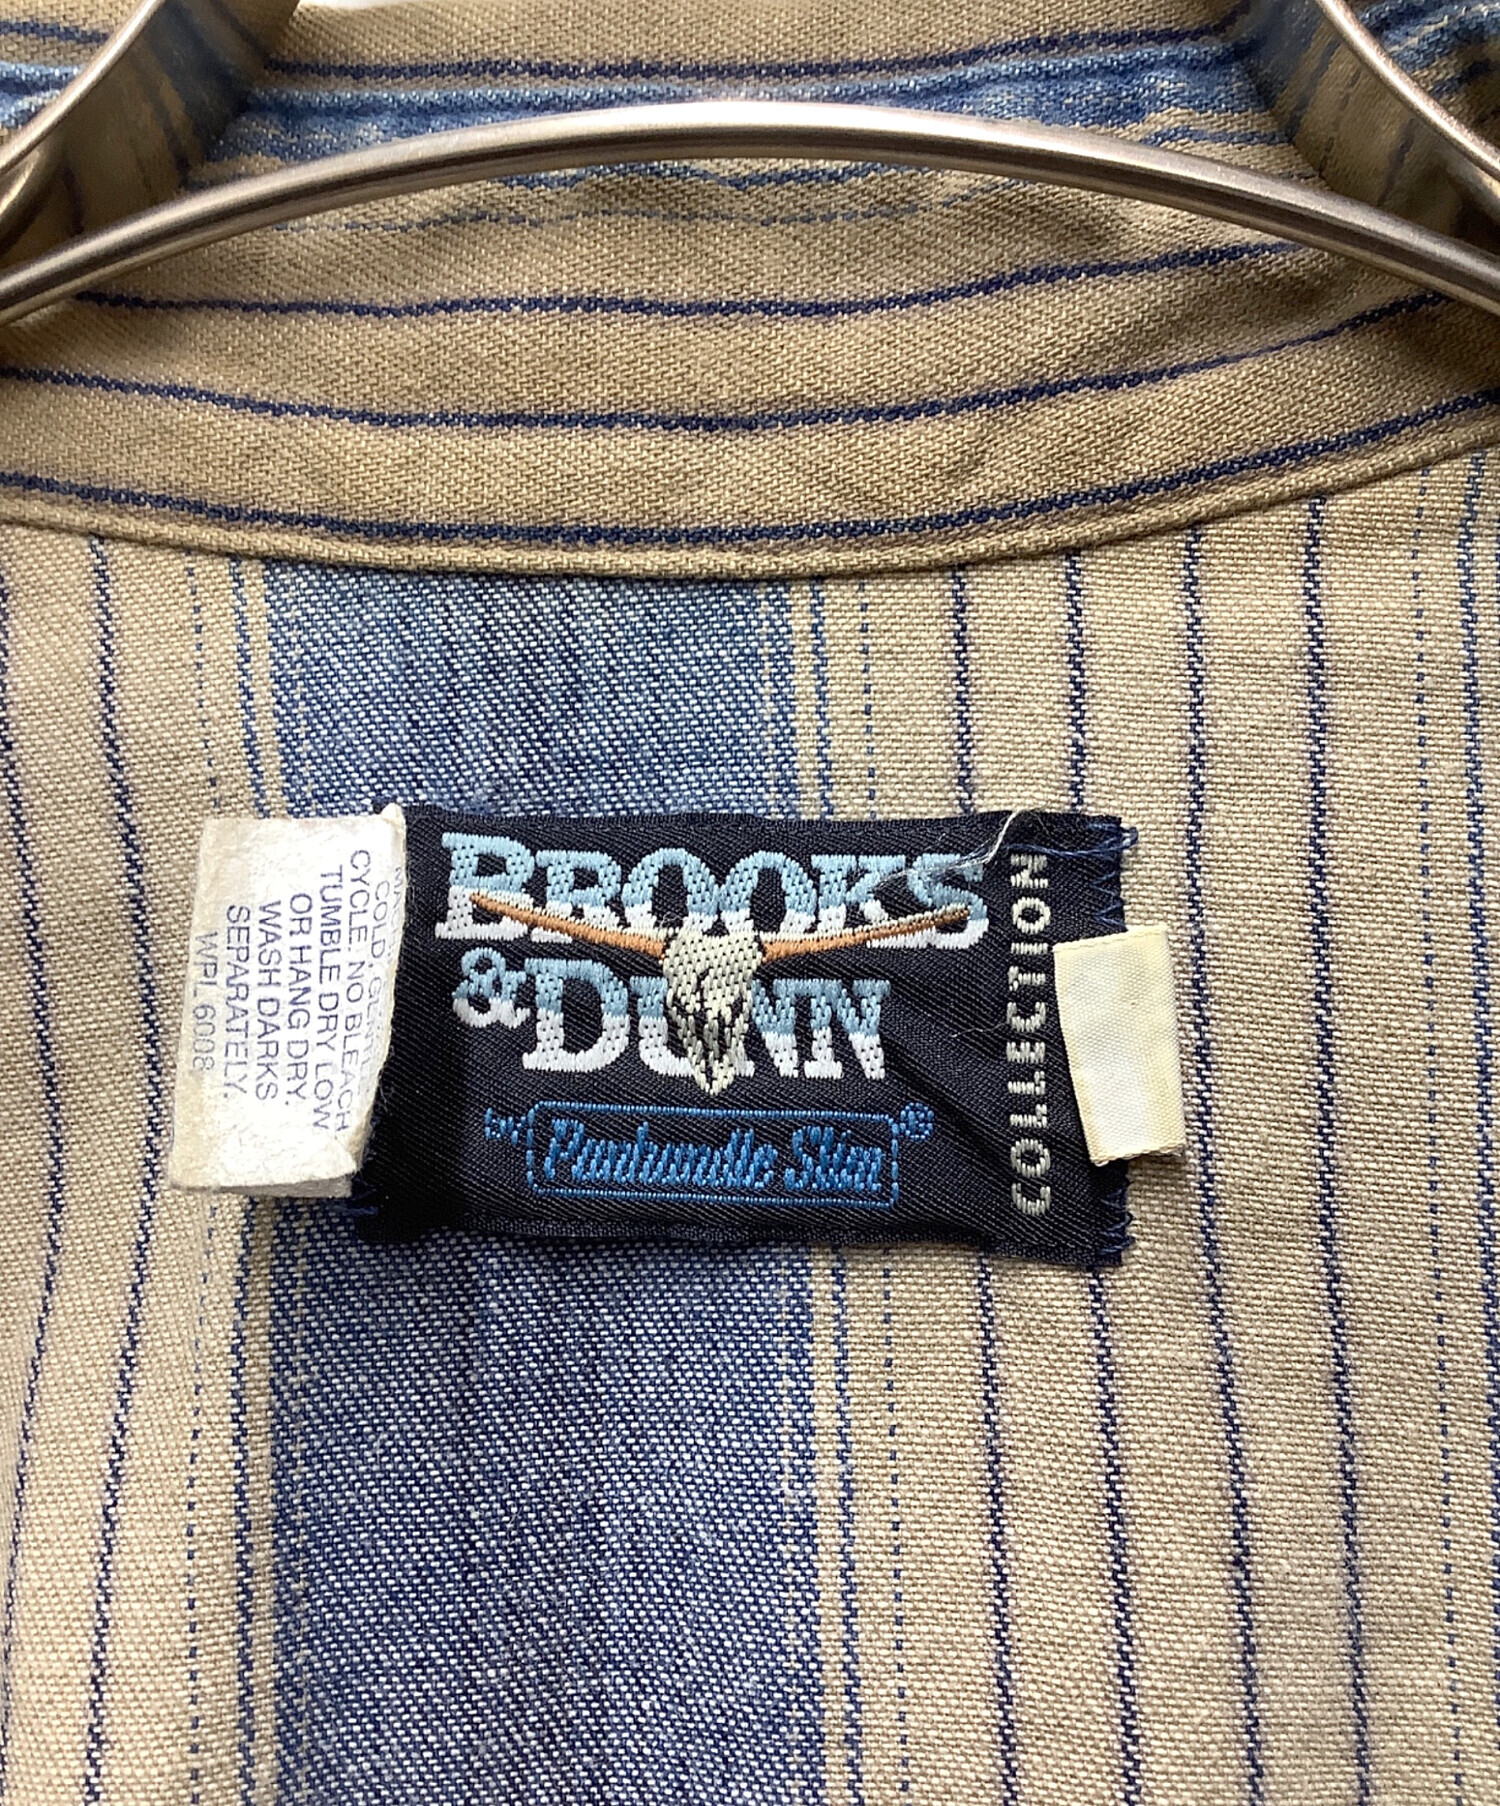 BROOKS
& DUNN
COLLECTION
by Panhandle Slim ®
COLD, GENTLE
CYCLE. NO BLEACH
TUMBLE DRY LOW
OR HANG DRY.
WASH DARKS
SEPARATELY.
WPL 6008